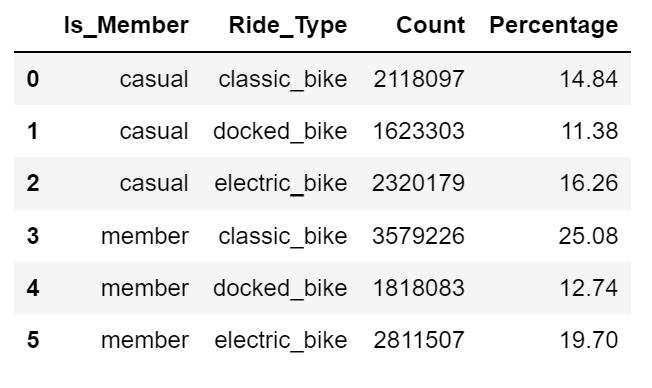 Is_Member Ride_Type Count Percentage
0 casual classic_bike 2118097 14.84
1 casual docked_bike 1623303 11.38
2 casual electric_bike 2320179 16.26
3 member classic_bike 3579226 25.08
4 member docked_bike 1818083 12.74
5 member electric_bike 2811507 19.70